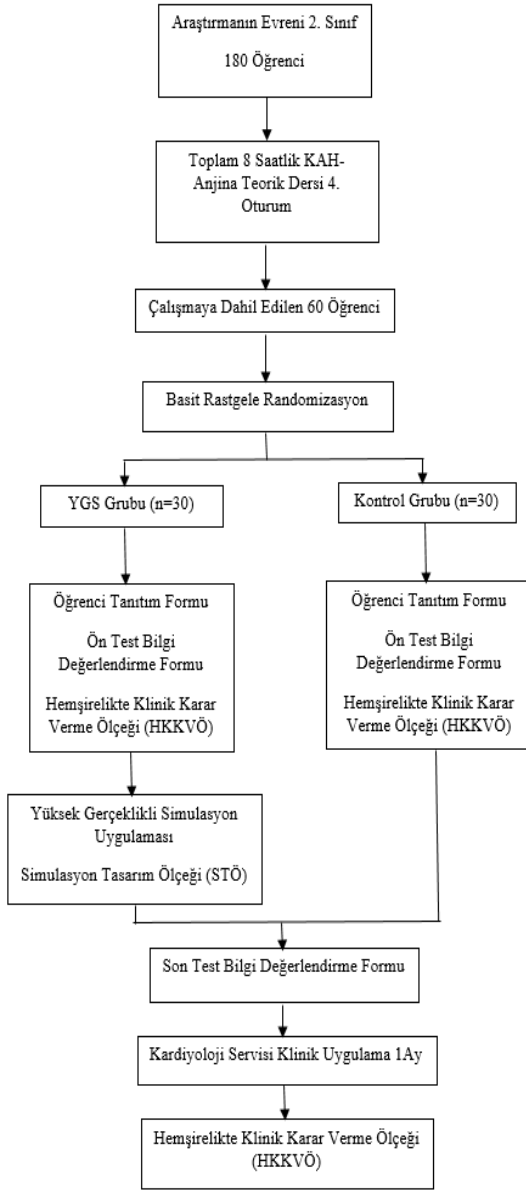 Araştırmanın Evreni 2. Sınıf
180 Öğrenci
Toplam 8 Saatlik KAH-
Anjina Teorik Dersi 4.
Oturum
Çalışmaya Dahil Edilen 60 Öğrenci
Basit Rastgele Randomizasyon
YGS Grubu (n=30)
Kontrol Grubu (n=30)
Öğrenci Tanıtım Formu
Ön Test Bilgi
Değerlendirme Formu
Hemşirelikte Klinik Karar
Verme Ölçeği (HKKVÖ)
Öğrenci Tanıtım Formu
Ön Test Bilgi
Değerlendirme Formu
Hemşirelikte Klinik Karar
Verme Ölçeği (HKKVÖ)
Yüksek Gerçeklikli Simulasyon
Uygulaması
Simulasyon Tasarım Ölçeği (STÖ)
Son Test Bilgi Değerlendirme Formu
Kardiyoloji Servisi Klinik Uygulama 1Ay
Hemşirelikte Klinik Karar Verme Ölçeği
(HKKVÖ)